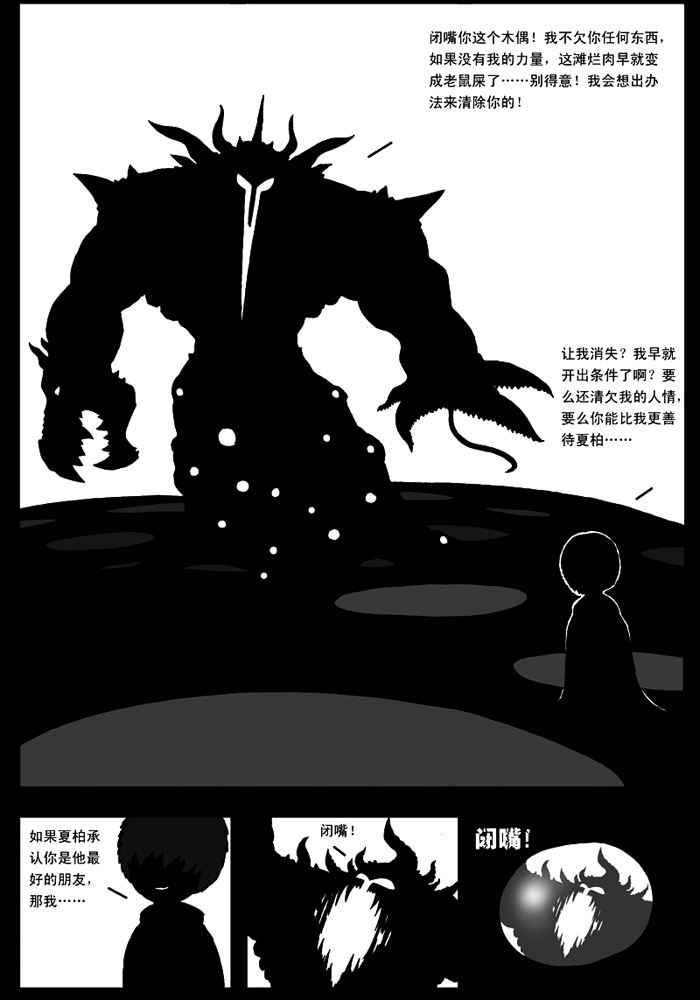 闭嘴你这个木偶！我不欠你任何东西，
如果没有我的力量，这滩烂肉早就变
成老鼠屎了……别得意！我会想出办
法来清除你的！
让我消失？我早就
开出条件了啊？要
么还清欠我的人情，
要么你能比我更善
待夏柏……
如果夏柏承
认你是他最
好的朋友，
那我……
闭嘴！
闭嘴！